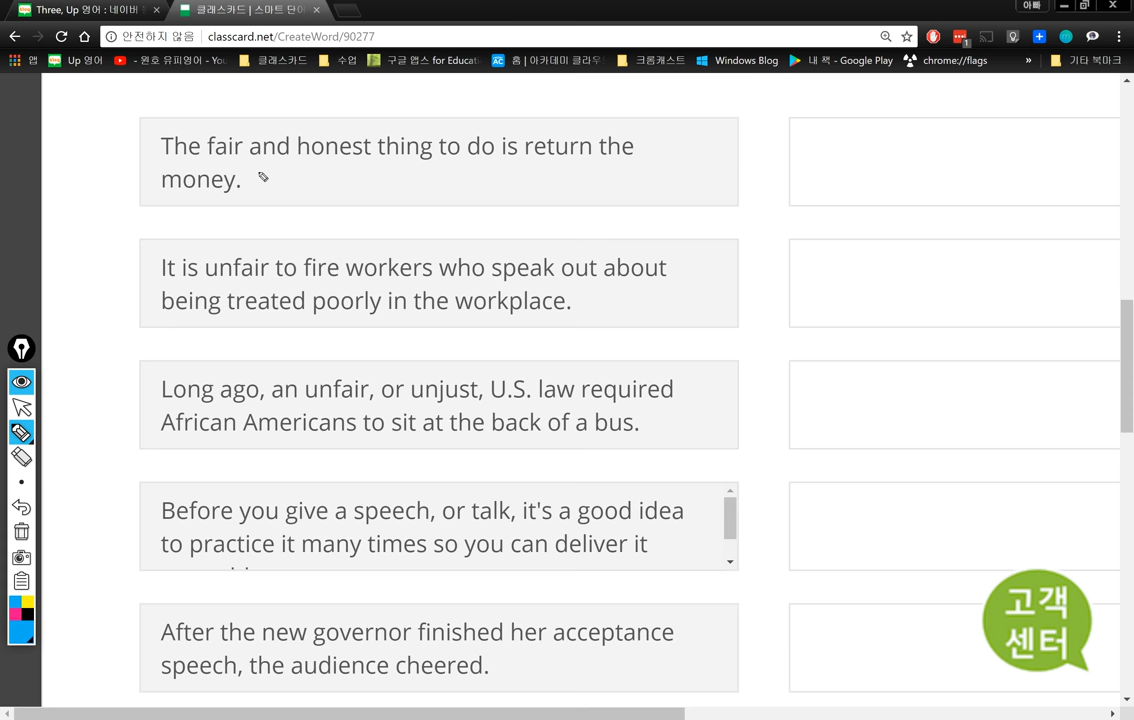 Three, Up 영어 : 네이버
클래스카드 | 스마트 단어
아빠
안전하지 않음
classcard.net/CreateWord/90277
앱
Up 영어
- 원호 유피영어 - You
클래스카드
수업
구글 앱스 for Educati
홈 | 아카데미 클라우드
크롬캐스트
Windows Blog
내 책 - Google Play
chrome://flags
»
기타 북마크
The fair and honest thing to do is return the
money.
It is unfair to fire workers who speak out about
being treated poorly in the workplace.
Long ago, an unfair, or unjust, U.S. law required
African Americans to sit at the back of a bus.
Before you give a speech, or talk, it's a good idea
to practice it many times so you can deliver it
After the new governor finished her acceptance
speech, the audience cheered.
고객
센터